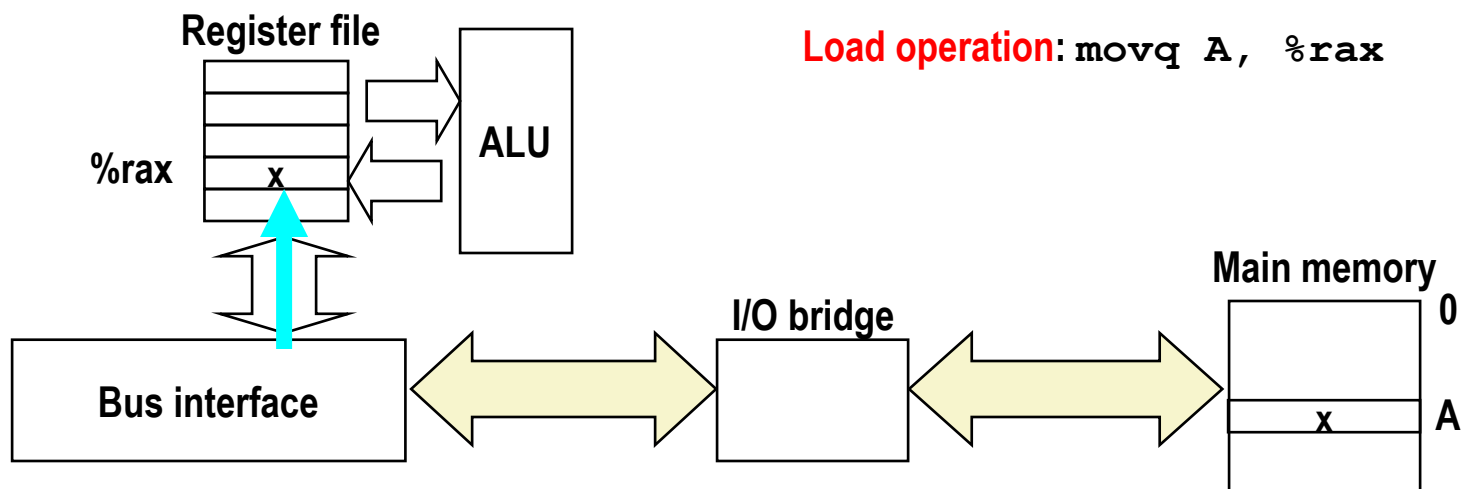 Register file
Load operation: movq A, %rax
ALU
%rax
x
Main memory
0
I/O bridge
Bus interface
x
A